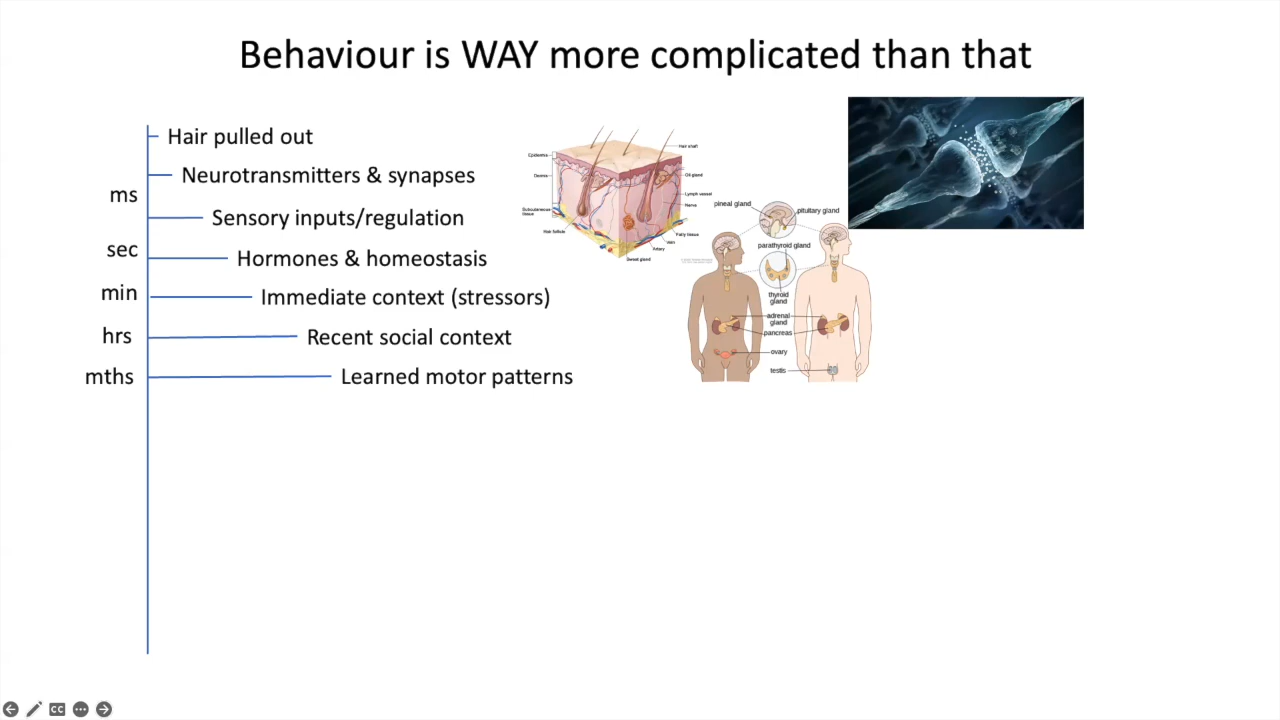 Behaviour is WAY more complicated than that
Hair pulled out
Neurotransmitters & synapses
ms
Sensory inputs/regulation
sec
Hormones & homeostasis
min
Immediate context (stressors)
hrs
Recent social context
mths
Learned motor patterns
Epidermis
Dermis
Subcutaneous
tissue
Hair follicle
Hair shaft
Oil gland
Lymph vessel
Nerve
Fatty tissue
Vein
Artery
Sweat gland
pineal gland
pituitary gland
parathyroid gland
thyroid
gland
adrenal
gland
pancreas
ovary
testis
CC